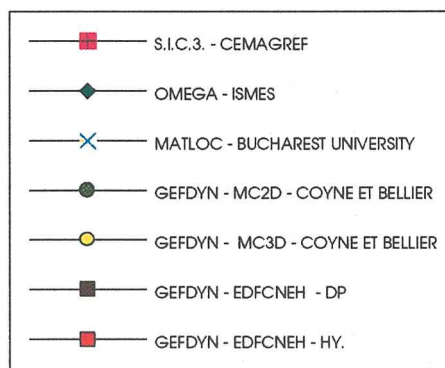 S.I.C.3. - CEMAGREF
OMEGA - ISMES
MATLOC - BUCHAREST UNIVERSITY
GEFDYN - MC2D - COYNE ET BELLIER
GEFDYN - MC3D - COYNE ET BELLIER
GEFDYN - EDFCNEH - DP
GEFDYN - EDFCNEH - HY.